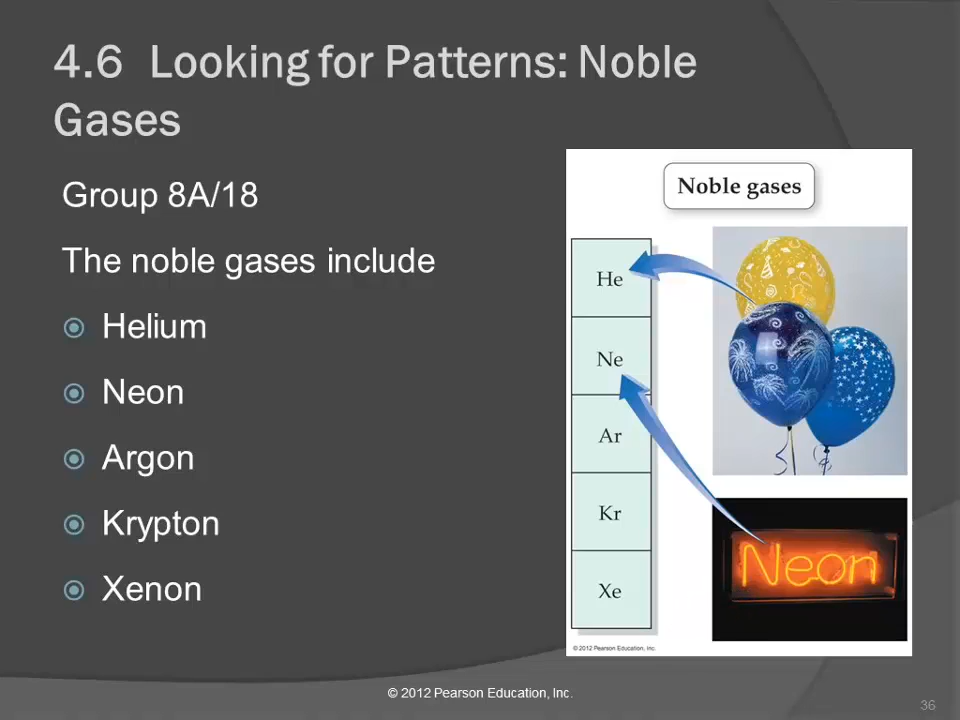 4.6 Looking for Patterns: Noble
Gases
Group 8A/18
The noble gases include
Helium
Neon
Argon
Krypton
Xenon
Noble gases
He
Ne
Ar
Kr
Xe
Neon
© 2012 Pearson Education, Inc.
© 2012 Pearson Education, Inc.
36